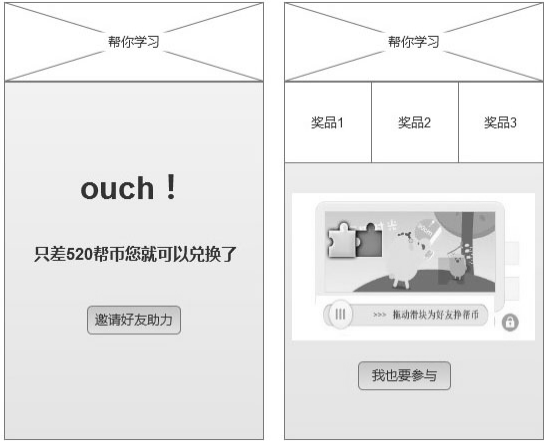 帮你学习
ouch！
只差520帮币您就可以兑换了
邀请好友助力
帮你学习
奖品1
奖品2
奖品3
>>> 拖动滑块为好友挣帮币
我也要参与